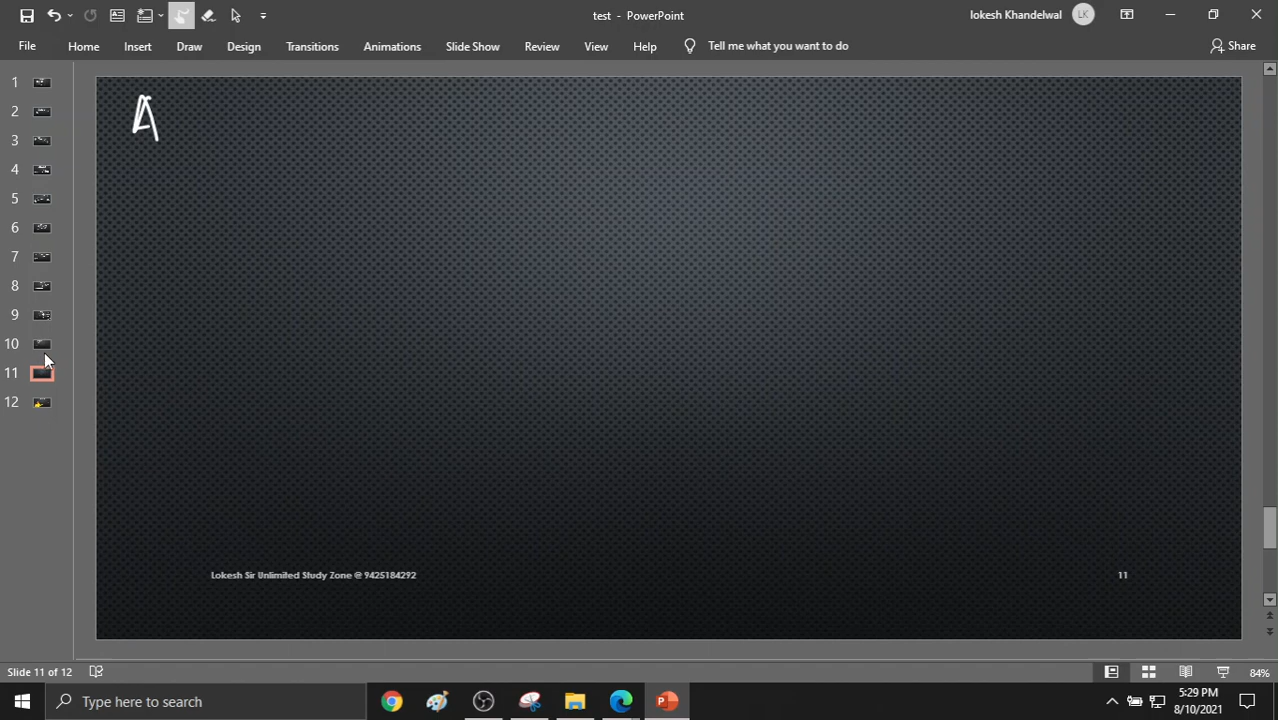 test - PowerPoint
lokesh Khandelwal
LK
File
Home
Insert
Draw
Design
Transitions
Animations
Slide Show
Review
View
Help
Tell me what you want to do
Share
1
2
3
4
5
6
7
8
9
10
11
12
A
Lokesh Sir Unlimited Study Zone @ 9425184292
11
Slide 11 of 12
84%
Type here to search
5:29 PM
8/10/2021